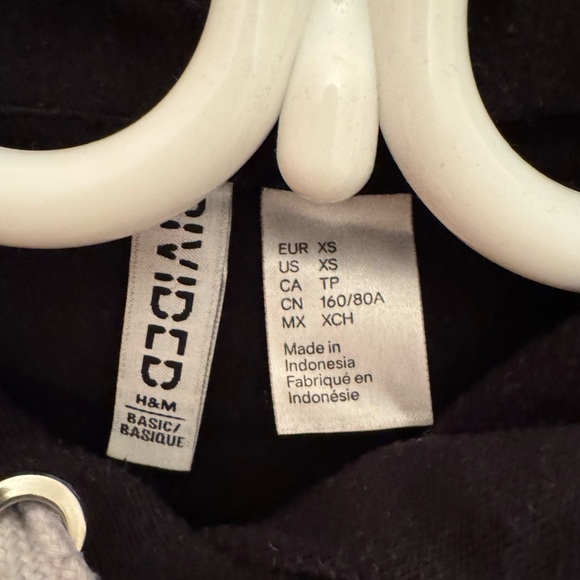 DIVIDED
H&M
BASIC/
BASIQUE
EUR XS
US XS
CA TP
CN 160/80A
MX XCH
Made in
Indonesia
Fabriqué en
Indonésie